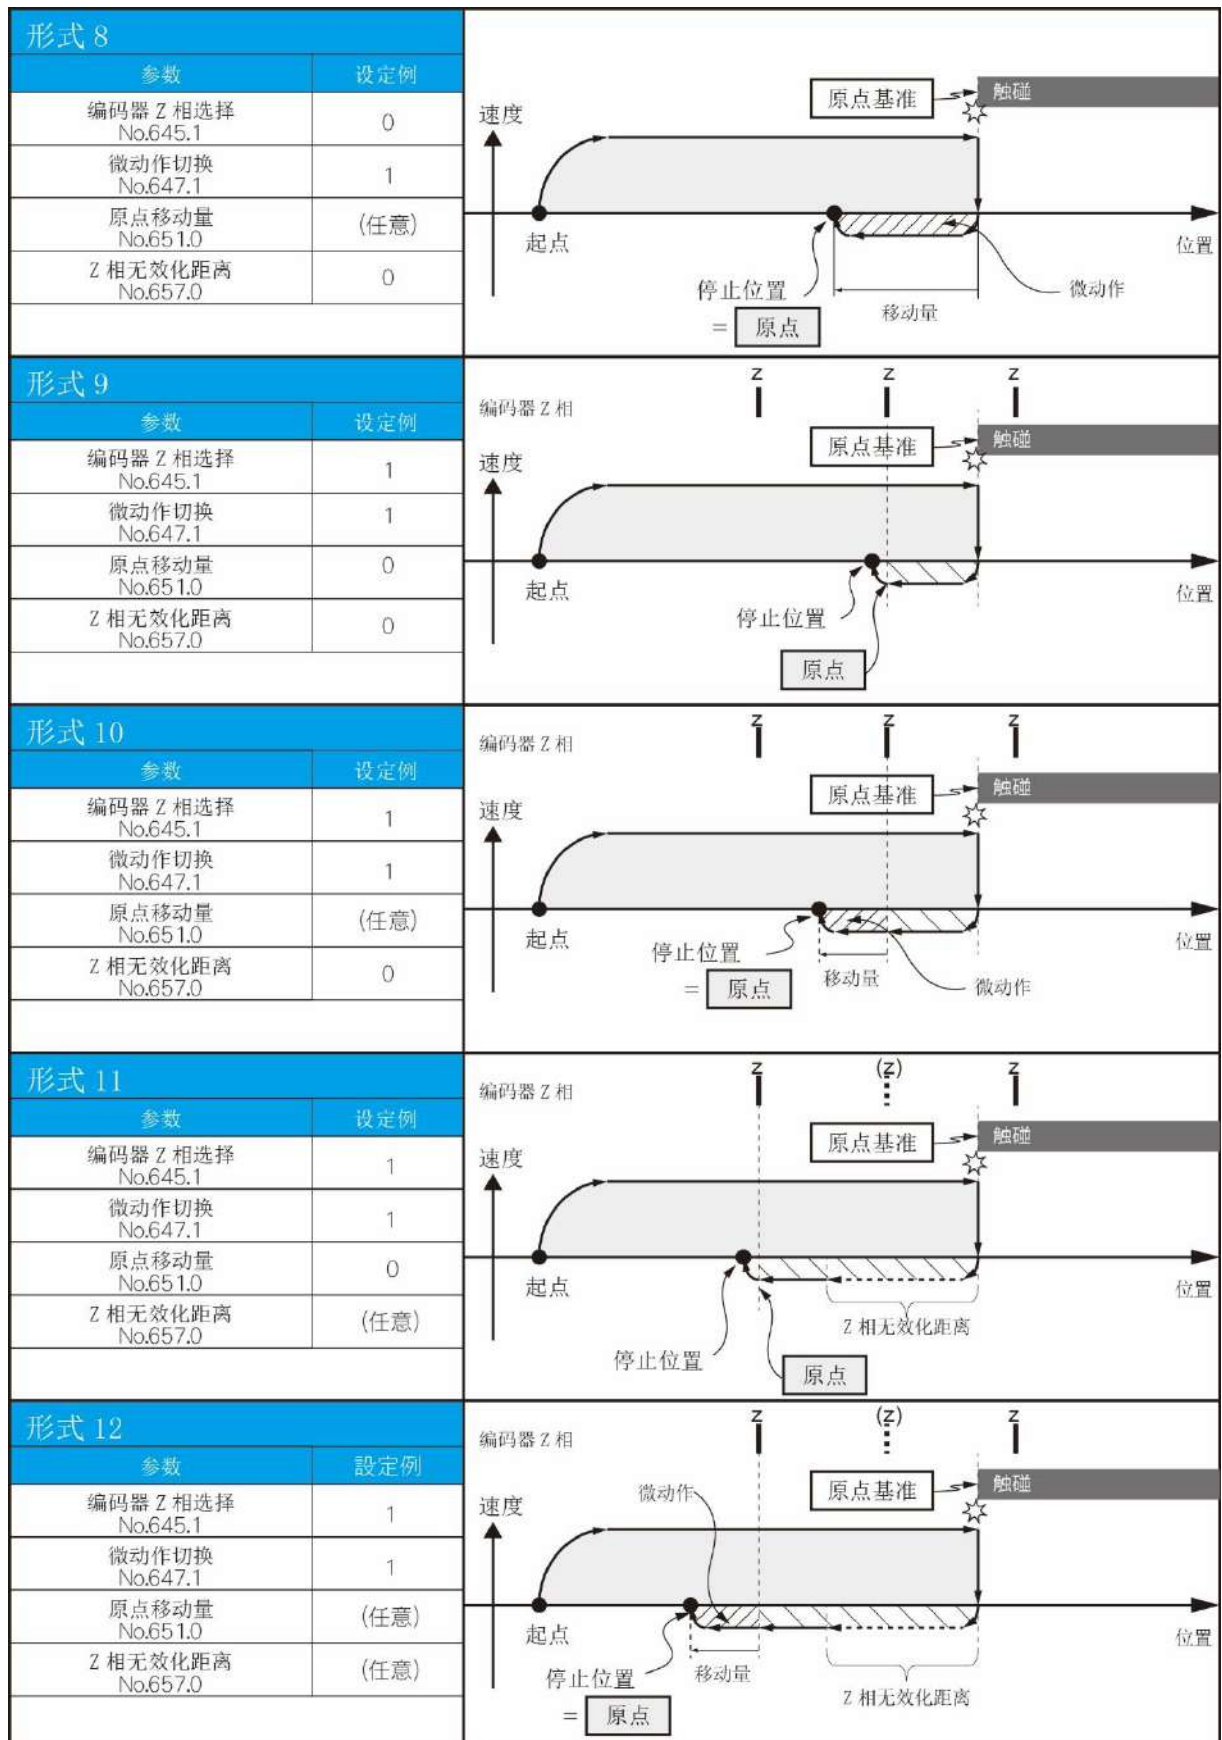 形式 8
参数 设定例
编码器 Z 相选择
No.645.1
0
微动作切换
No.647.1
1
原点移动量
No.651.0
(任意)
Z 相无效化距离
No.657.0
0
原点基准
触碰
速度
起点
位置
停止位置
= 原点
移动量
微动作
形式 9
参数 设定例
编码器 Z 相选择
No.645.1
1
微动作切换
No.647.1
1
原点移动量
No.651.0
0
Z 相无效化距离
No.657.0
0
编码器 Z 相
Z Z Z
原点基准
触碰
速度
起点
位置
停止位置
原点
形式 10
参数 设定例
编码器 Z 相选择
No.645.1
1
微动作切换
No.647.1
1
原点移动量
No.651.0
(任意)
Z 相无效化距离
No.657.0
0
编码器 Z 相
Z Z Z
原点基准
触碰
速度
起点
位置
停止位置
= 原点
移动量
微动作
形式 11
参数 设定例
编码器 Z 相选择
No.645.1
1
微动作切换
No.647.1
1
原点移动量
No.651.0
0
Z 相无效化距离
No.657.0
(任意)
编码器 Z 相
Z (Z) Z
原点基准
触碰
速度
起点
位置
Z 相无效化距离
停止位置
原点
形式 12
参数 設定例
编码器 Z 相选择
No.645.1
1
微动作切换
No.647.1
1
原点移动量
No.651.0
(任意)
Z 相无效化距离
No.657.0
(任意)
编码器 Z 相
Z (Z) Z
微动作
原点基准
触碰
速度
起点
位置
停止位置
= 原点
移动量
Z 相无效化距离